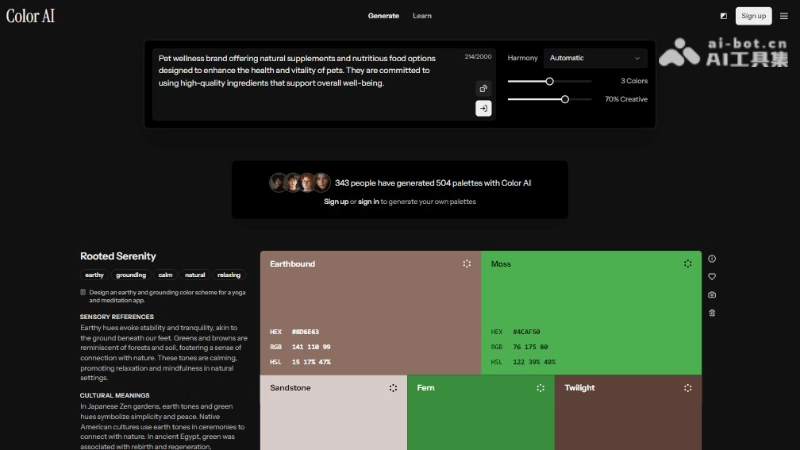 Color AI
Generate
Learn
Sign up
ai-bot.cn
AI工具集
Pet wellness brand offering natural supplements and nutritious food options
designed to enhance the health and vitality of pets. They are committed to
using high-quality ingredients that support overall well-being.
214/2000
Harmony
Automatic
3 Colors
70% Creative
343 people have generated 504 palettes with Color AI
Sign up or sign in to generate your own palettes
Rooted Serenity
earthy
grounding
calm
natural
relaxing
Design an earthy and grounding color scheme for a yoga
and meditation app.
SENSORY REFERENCES
Earthy hues evoke stability and tranquility, akin to
the ground beneath our feet. Greens and browns are
reminiscent of forests and soil, fostering a sense of
connection with nature. These tones are calming,
promoting relaxation and mindfulness in natural
settings.
CULTURAL MEANINGS
In Japanese Zen gardens, earth tones and green
hues symbolize simplicity and peace. Native
American cultures use earth tones in ceremonies to
connect with nature. In ancient Egypt, green was
associated with rebirth and regeneration,
Earthbound
HEX #8D6E63
RGB 141 110 99
HSL 15 17% 47%
Moss
HEX #4CAF50
RGB 76 175 80
HSL 122 39% 49%
Sandstone
Fern
Twilight